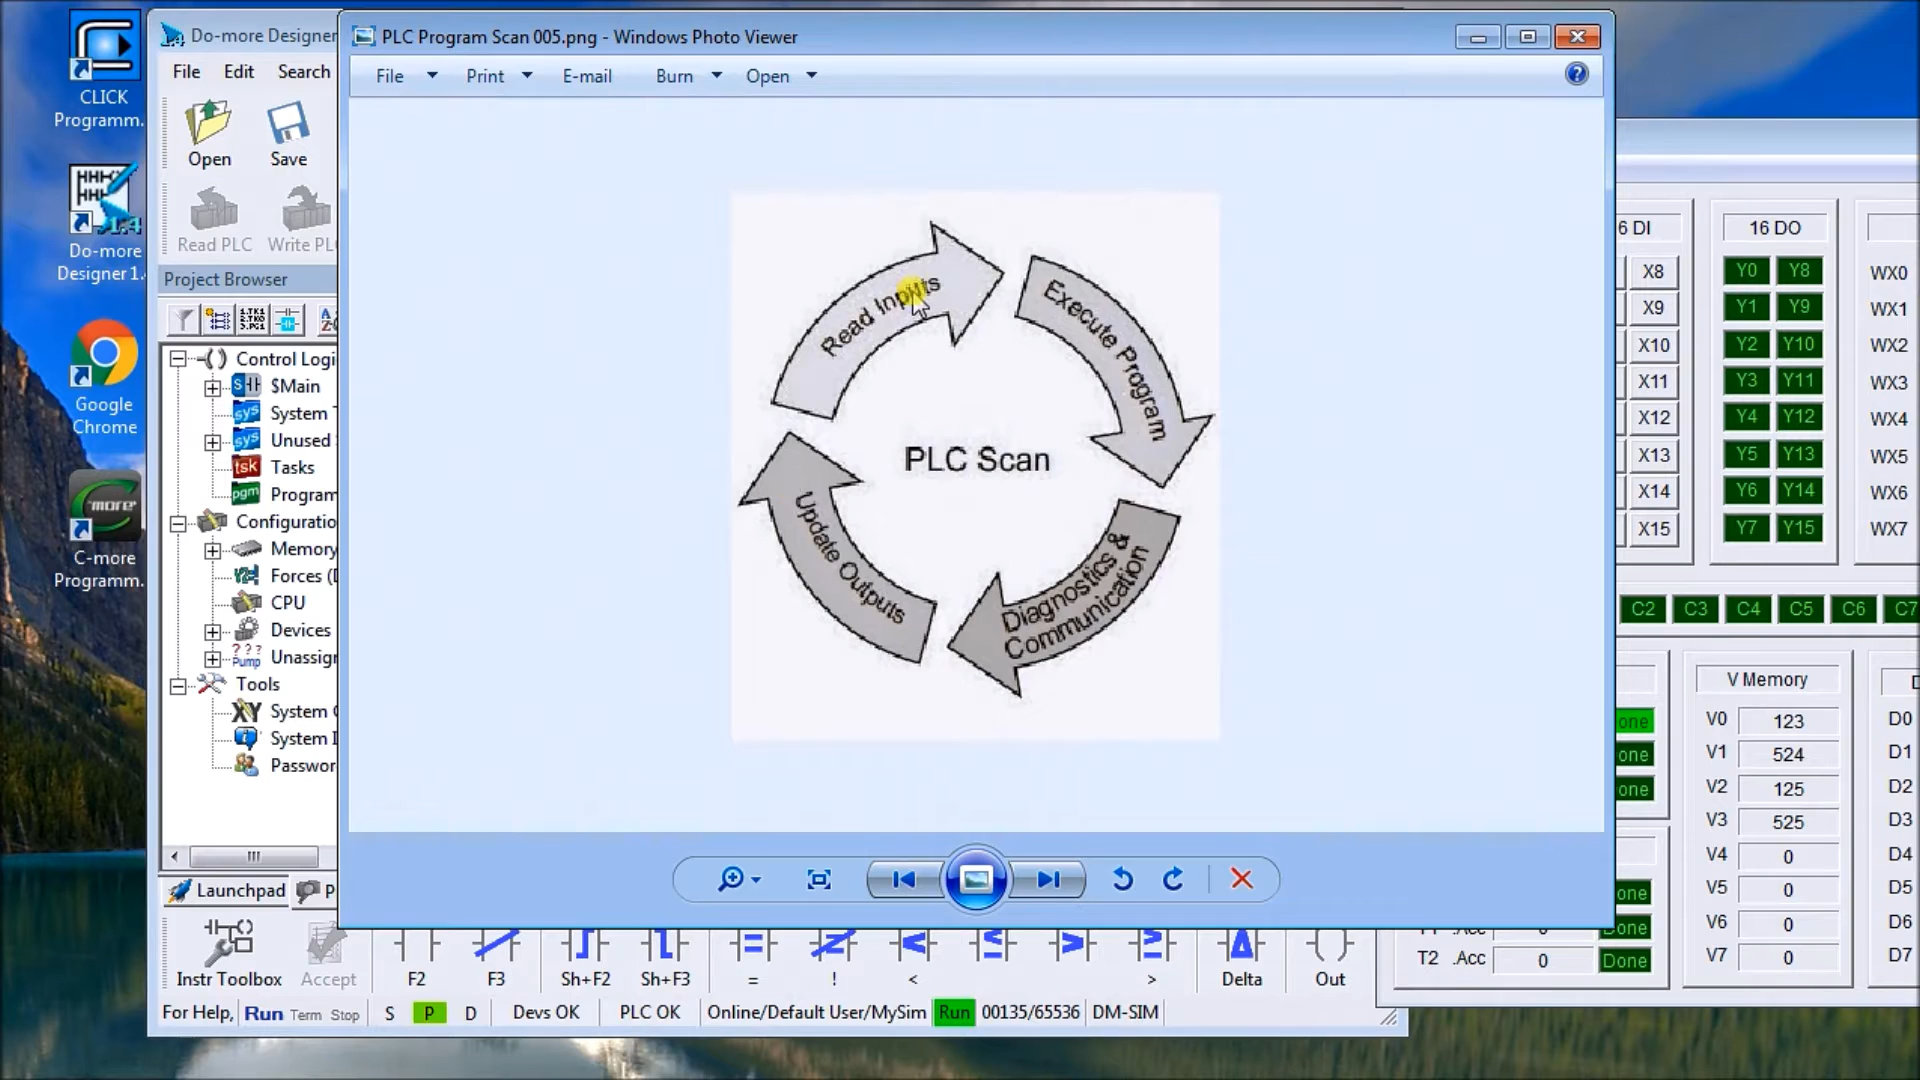 CLICK
Programm.
Do-more
Designer 1.
Google
Chrome
C-more
Programm.
Do-more Designer
File Edit Search
Open Save
Read PLC Write PL
Project Browser
Control Logi
$Main
System
Unused
Tasks
Program
Configuratio
Memory
Forces (
CPU
Devices
Unassig
Tools
System
System I
Passwor
Launchpad P
Instr Toolbox Accept F2 F3 Sh+F2 Sh+F3 = ! < > Delta Out
For Help, Run Term Stop S P D Devs OK PLC OK Online/Default User/MySim Run 00135/65536 DM-SIM
PLC Program Scan 005.png - Windows Photo Viewer
File Print E-mail Burn Open
Read Inputs
Execute Program
PLC Scan
Update Outputs
Diagnostics &
Communication
6 DI 16 DO
X8 Y0 Y8 WX0
X9 Y1 Y9 WX1
X10 Y2 Y10 WX2
X11 Y3 Y11 WX3
X12 Y4 Y12 WX4
X13 Y5 Y13 WX5
X14 Y6 Y14 WX6
X15 Y7 Y15 WX7
C2 C3 C4 C5 C6 C7
V Memory D
one V0 123 D0
one V1 524 D1
one V2 125 D2
V3 525 D3
V4 0 D4
one V5 0 D5
.Acc 0 one V6 0 D6
T2 .Acc 0 Done V7 0 D7